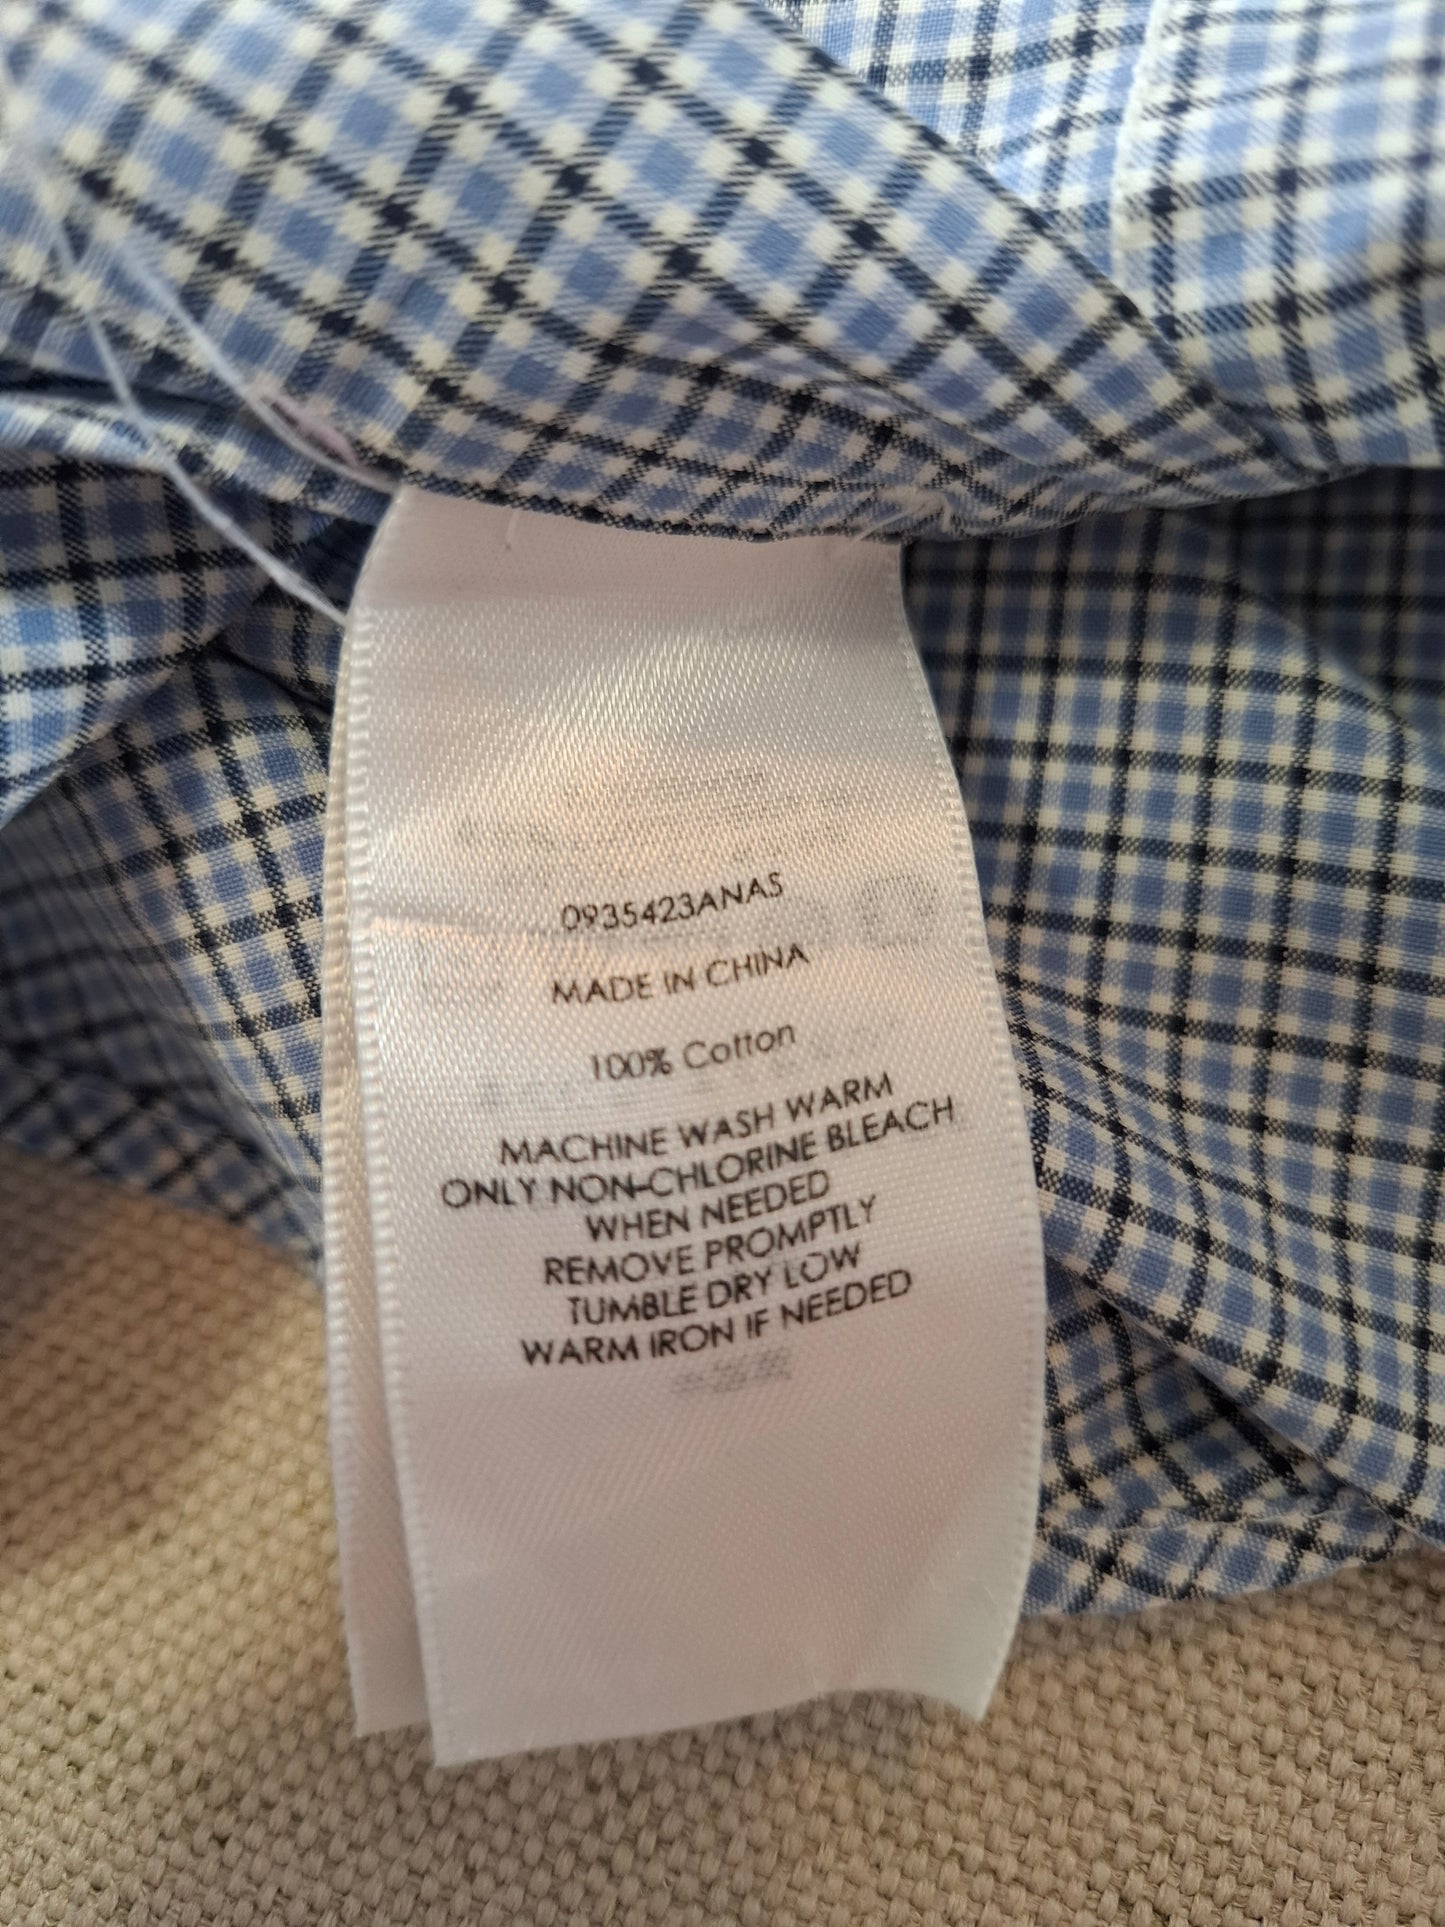 0935423ANAS
MADE IN CHINA
100% Cotton
MACHINE WASH WARM
ONLY NON-CHLORINE BLEACH
WHEN NEEDED
REMOVE PROMPTLY
TUMBLE DRY LOW
WARM IRON IF NEEDED